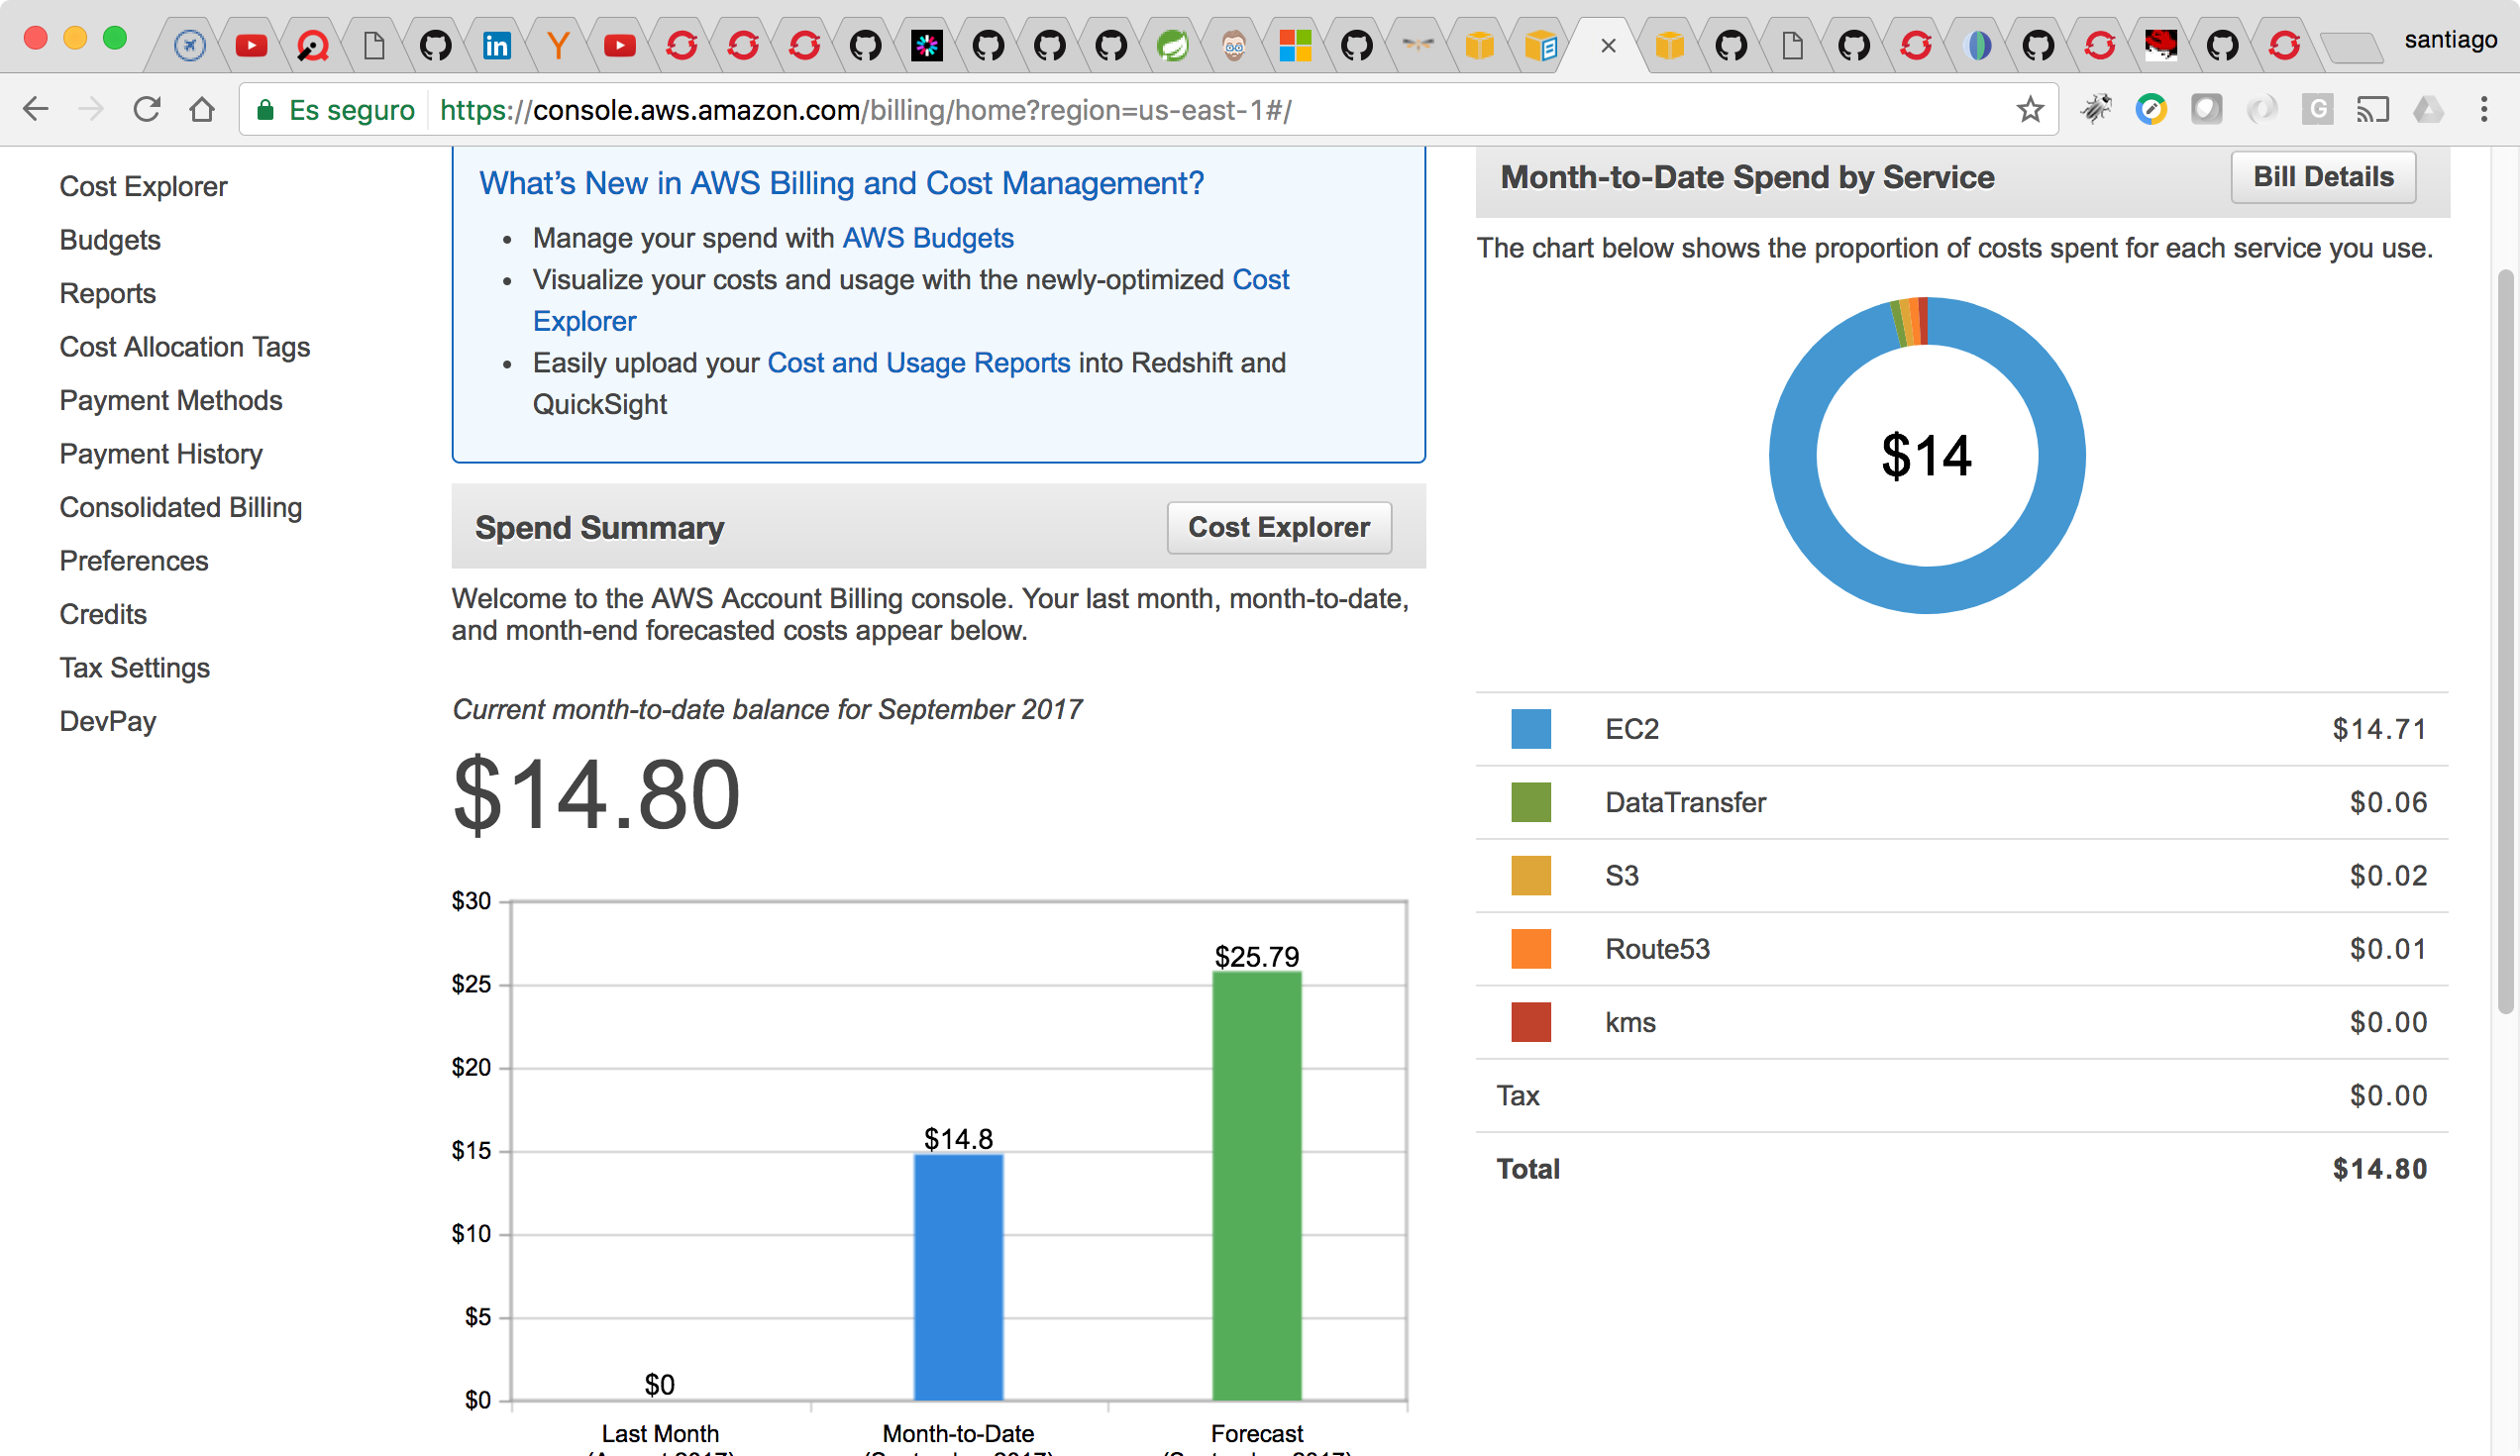 santiago
Es seguro
https://console.aws.amazon.com/billing/home?region=us-east-1#/
Cost Explorer
Budgets
Reports
Cost Allocation Tags
Payment Methods
Payment History
Consolidated Billing
Preferences
Credits
Tax Settings
DevPay
What's New in AWS Billing and Cost Management?
• Manage your spend with AWS Budgets
• Visualize your costs and usage with the newly-optimized Cost
Explorer
• Easily upload your Cost and Usage Reports into Redshift and
QuickSight
Spend Summary
Cost Explorer
Welcome to the AWS Account Billing console. Your last month, month-to-date,
and month-end forecasted costs appear below.
Current month-to-date balance for September 2017
$14.80
$30
$25
$20
$15
$10
$5
$0
$0
$14.8
$25.79
Last Month
Month-to-Date
Forecast
Month-to-Date Spend by Service
Bill Details
The chart below shows the proportion of costs spent for each service you use.
$14
EC2 $14.71
DataTransfer $0.06
S3 $0.02
Route53 $0.01
kms $0.00
Tax $0.00
Total $14.80